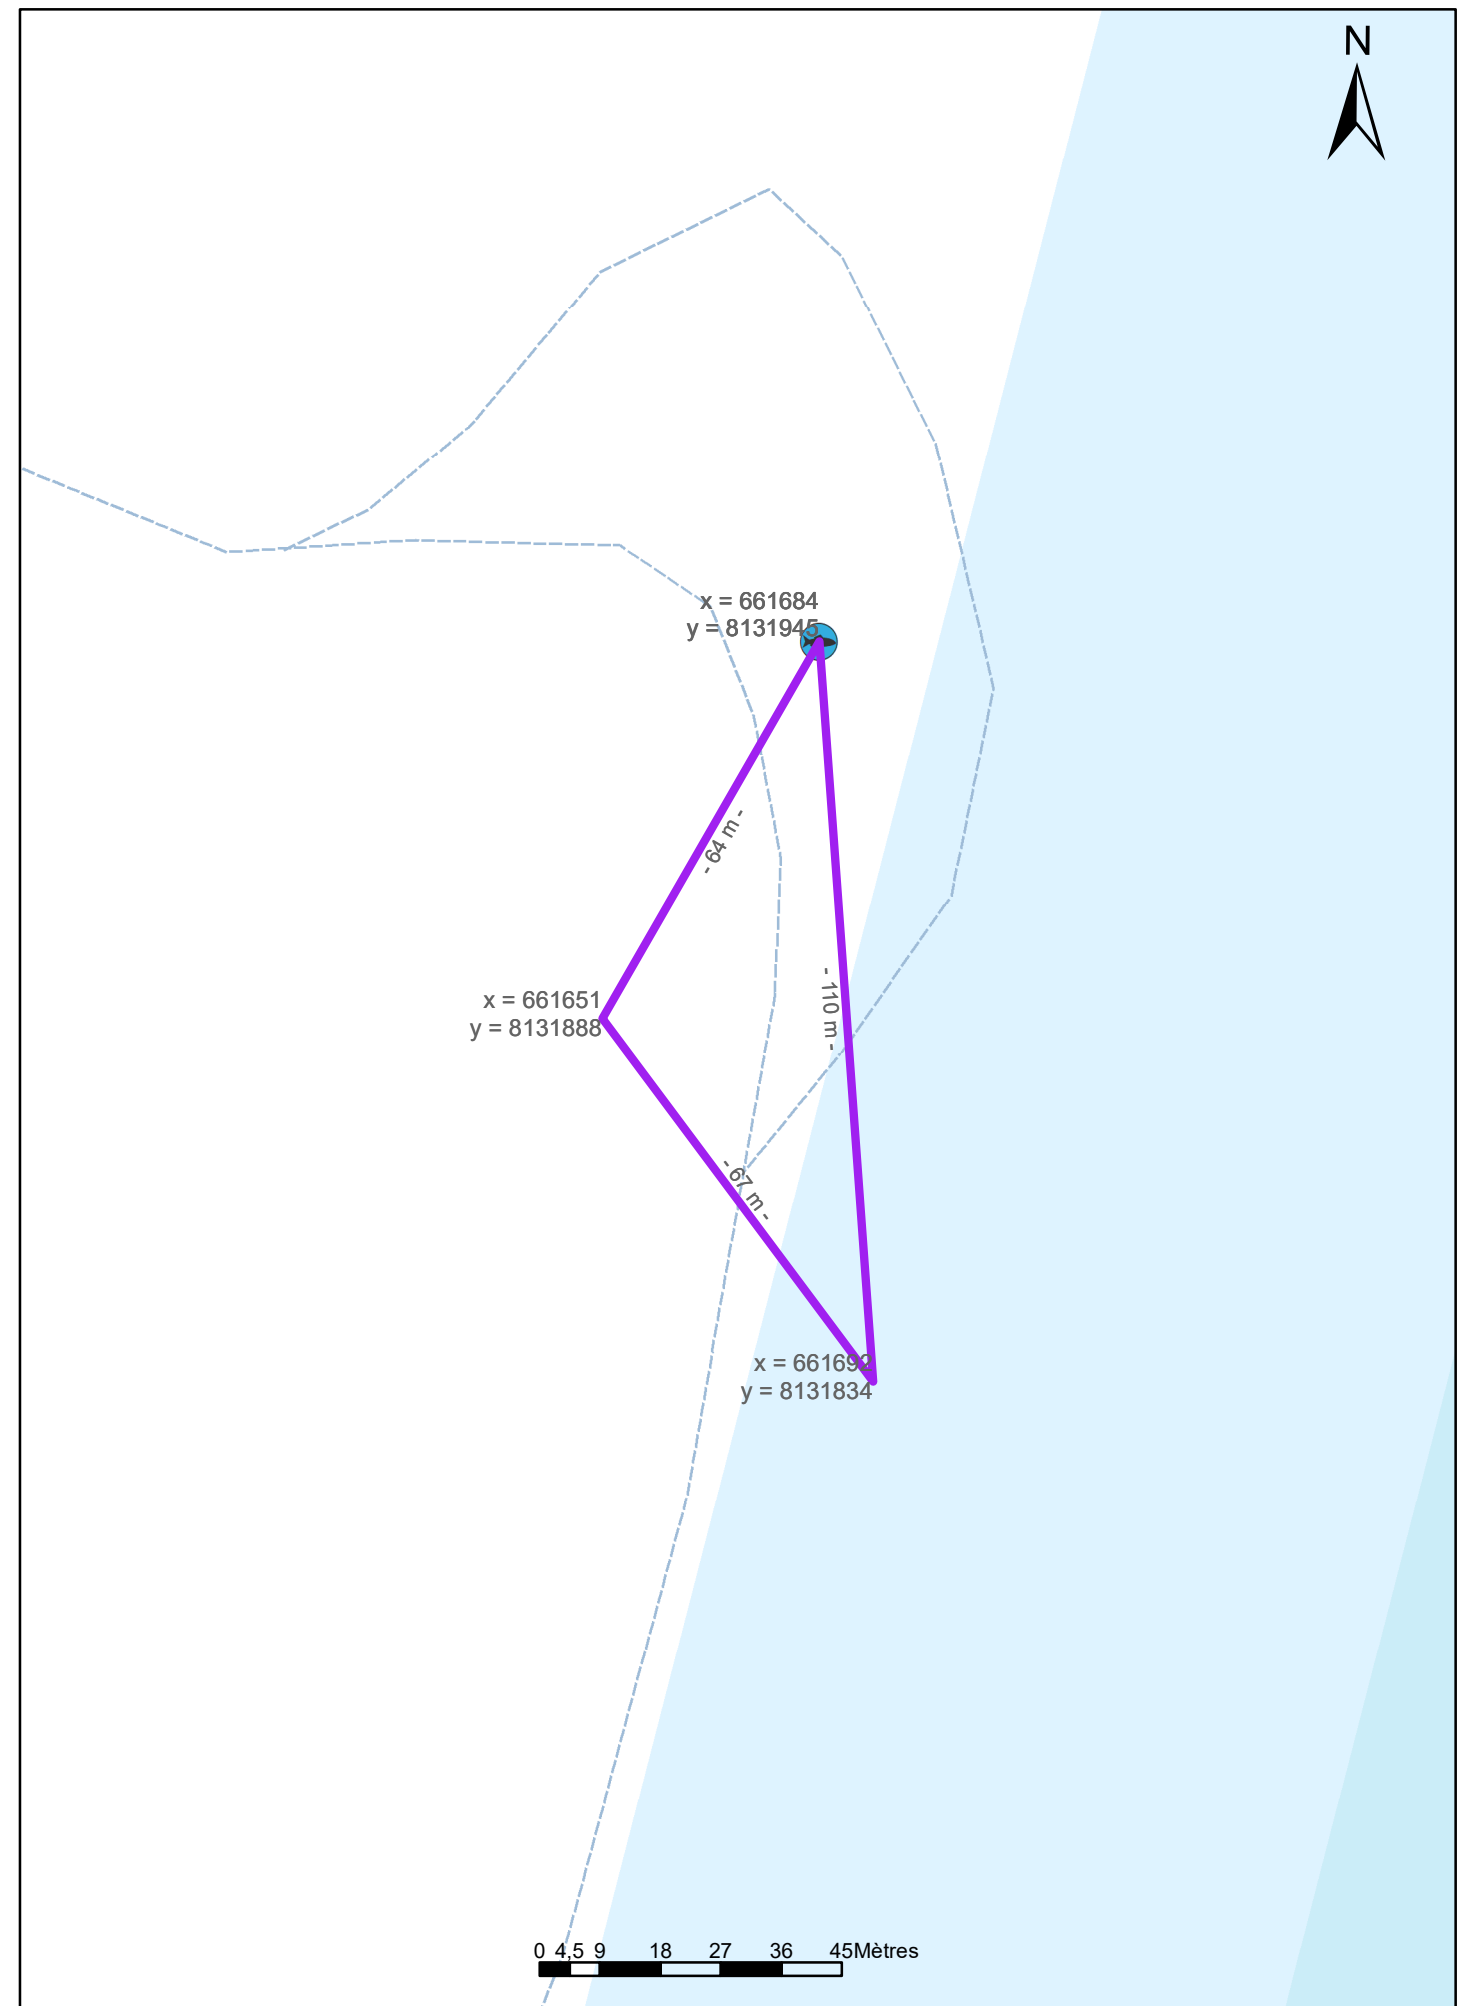 N
x = 661684
y = 8131945
- 64 m -
x = 661651
y = 8131888
- 110 m -
- 67 m -
x = 661692
y = 8131834
0 4,5 9 18 27 36 45Mètres